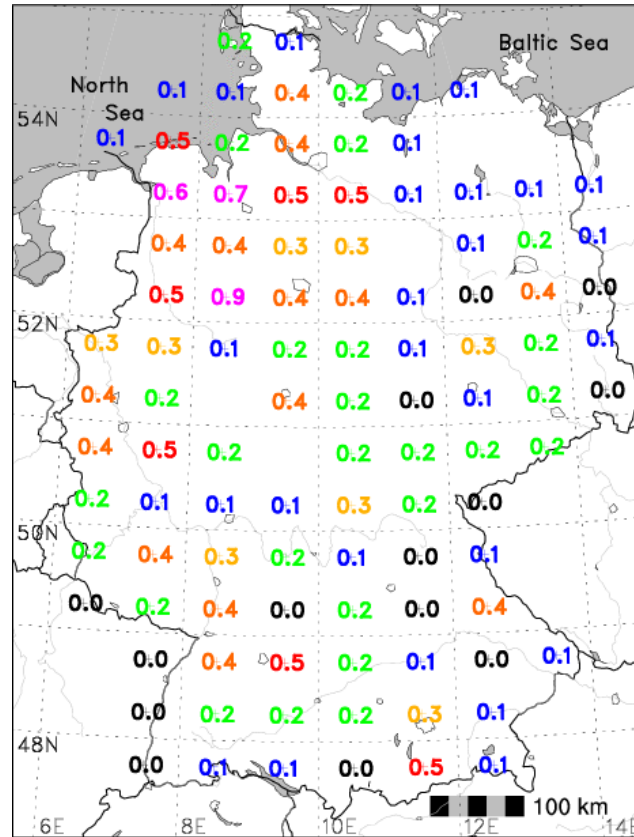 0.2 0.1 Baltic Sea
North
Sea
0.1 0.1 0.4 0.2 0.1 0.1
54N
0.1 0.5 0.2 0.4 0.2 0.1
0.6 0.7 0.5 0.5 0.1 0.1 0.1 0.1
0.4 0.4 0.3 0.3 0.1 0.2 0.1
0.5 0.9 0.4 0.4 0.1 0.0 0.4 0.0
52N
0.3 0.3 0.1 0.2 0.2 0.1 0.3 0.2 0.1
0.4 0.2 0.4 0.2 0.0 0.1 0.2 0.0
0.4 0.5 0.2 0.2 0.2 0.2 0.2
0.2 0.1 0.1 0.1 0.3 0.2 0.0
50N
0.2 0.4 0.3 0.2 0.1 0.0 0.1
0.0 0.2 0.4 0.0 0.2 0.0 0.4
0.0 0.4 0.5 0.2 0.1 0.0 0.1
0.0 0.2 0.2 0.2 0.3 0.1
48N
0.0 0.1 0.1 0.0 0.5 0.1
100 km
6E 8E 10E 12E 14E